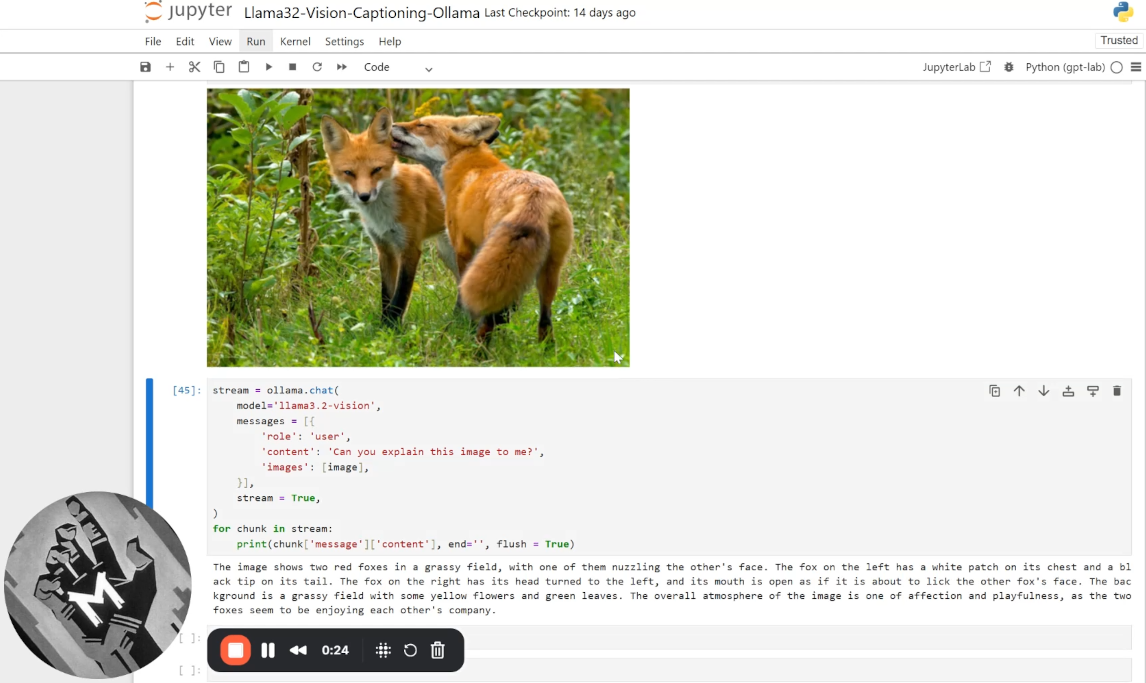 jupyter Llama32-Vision-Captioning-Ollama Last Checkpoint: 14 days ago
File Edit View Run Kernel Settings Help
Trusted
Code
JupyterLab
Python (gpt-lab)
[45]: stream = ollama.chat(
model='llama3.2-vision',
messages = [{
'role': 'user',
'content': 'Can you explain this image to me?',
'images': [image],
}],
stream = True,
)
for chunk in stream:
print(chunk['message']['content'], end='', flush = True)
The image shows two red foxes in a grassy field, with one of them nuzzling the other's face. The fox on the left has a white patch on its chest and a bl
ack tip on its tail. The fox on the right has its head turned to the left, and its mouth is open as if it is about to lick the other fox's face. The bac
kground is a grassy field with some yellow flowers and green leaves. The overall atmosphere of the image is one of affection and playfulness, as the two
foxes seem to be enjoying each other's company.
M
[ ]:
0:24
[ ]: